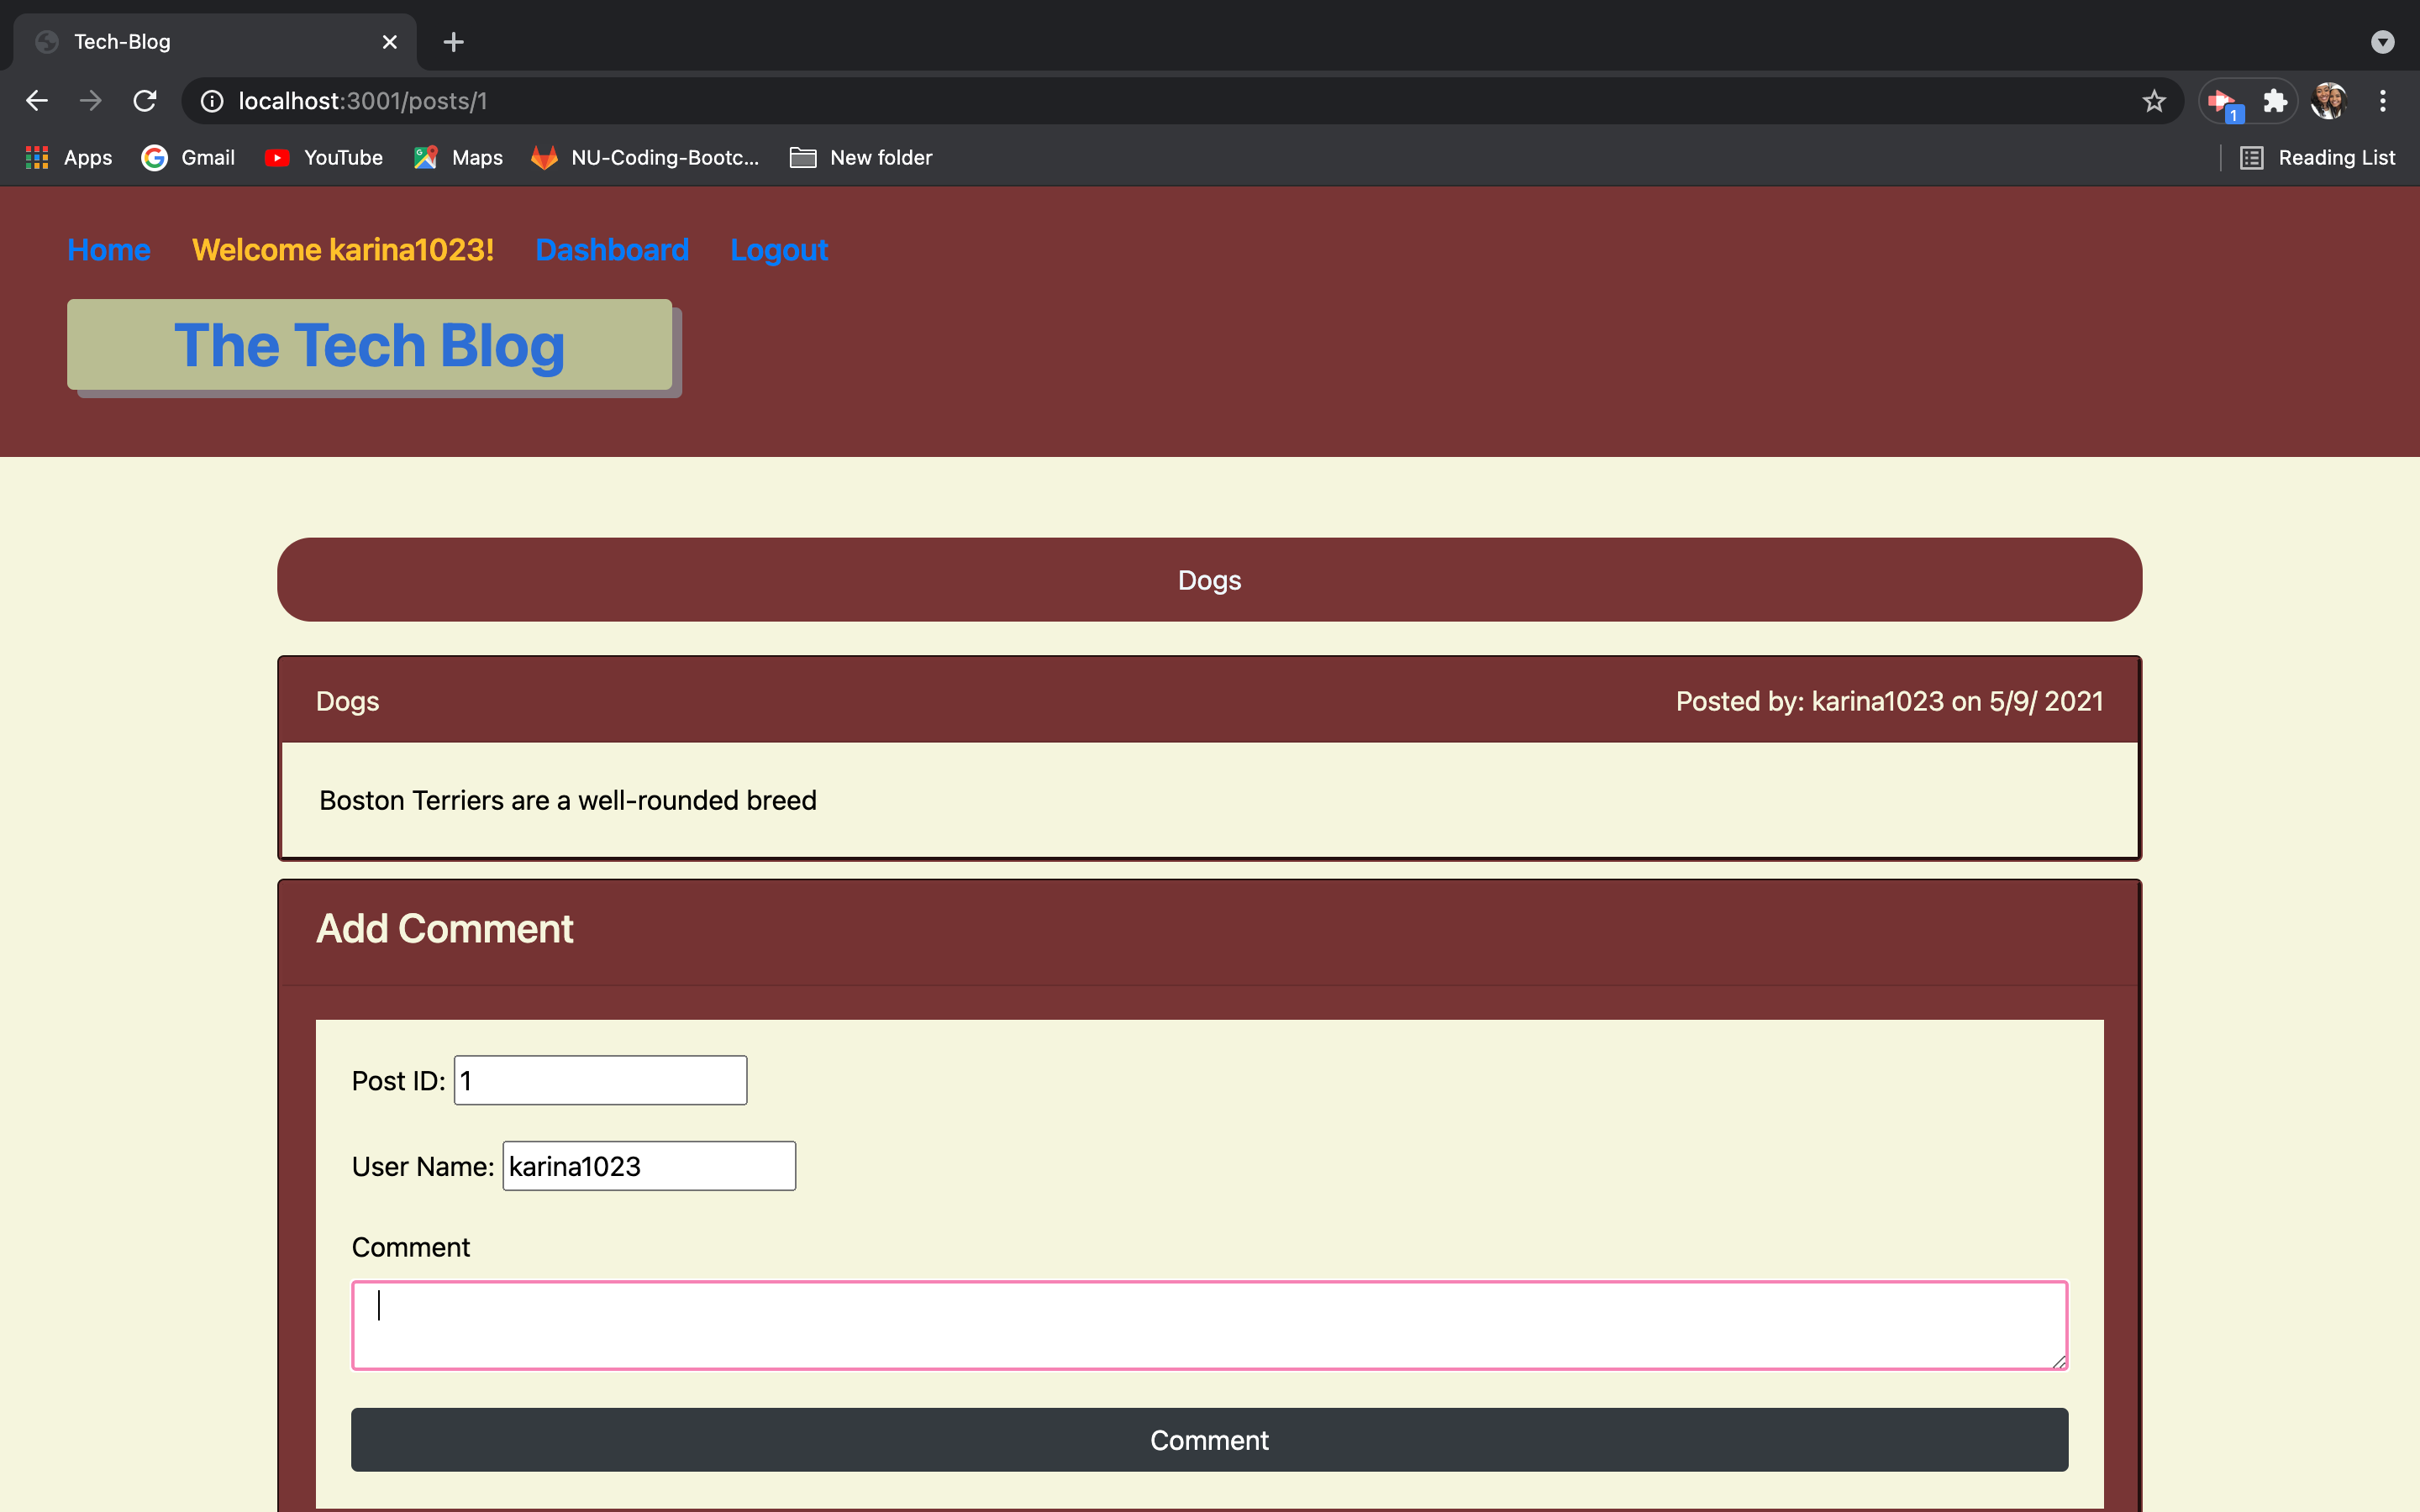 Tech-Blog
localhost:3001/posts/1
1
Apps Gmail YouTube Maps NU-Coding-Bootc... New folder Reading List
Home Welcome karina1023! Dashboard Logout
The Tech Blog
Dogs
Dogs Posted by: karina1023 on 5/9/ 2021
Boston Terriers are a well-rounded breed
Add Comment
Post ID: 1
User Name: karina1023
Comment
Comment